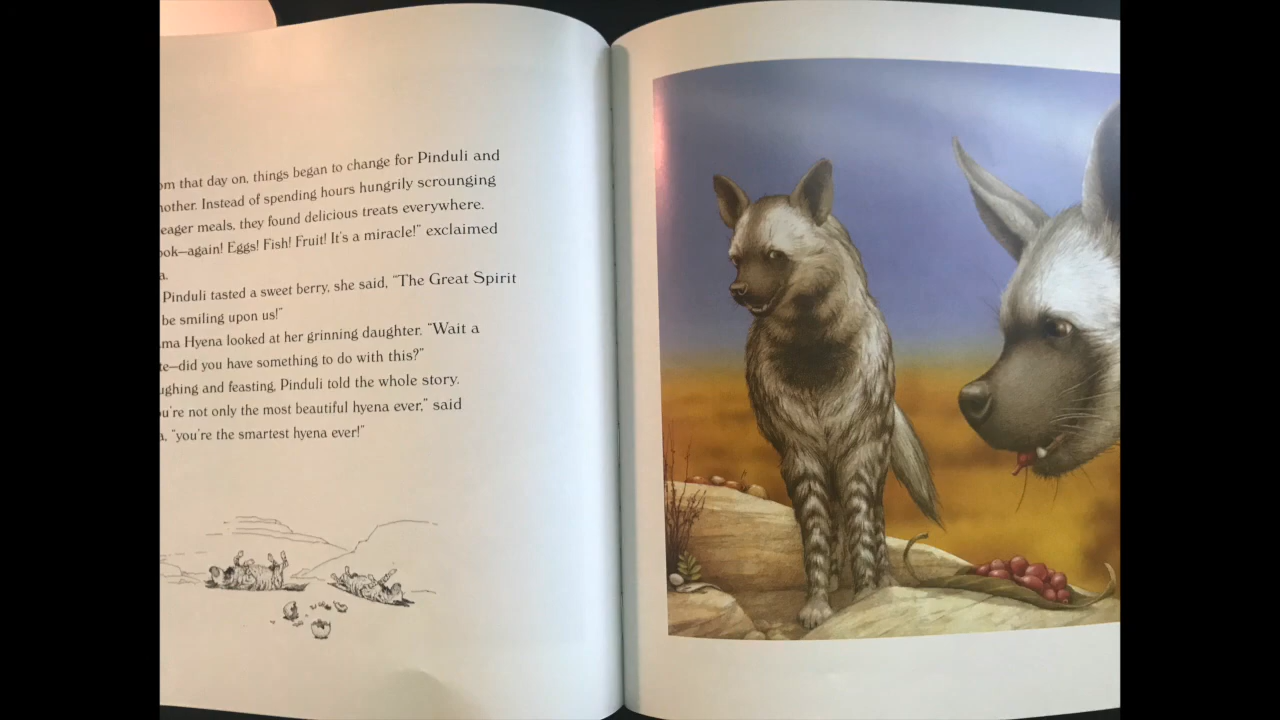 om that day on, things began to change for Pinduli and
nother. Instead of spending hours hungrily scrounging
eager meals, they found delicious treats everywhere.
ook—again! Eggs! Fish! Fruit! It's a miracle!" exclaimed
a.
Pinduli tasted a sweet berry, she said, "The Great Spirit
be smiling upon us!"
ma Hyena looked at her grinning daughter. "Wait a
te—did you have something to do with this?"
ughing and feasting, Pinduli told the whole story.
u're not only the most beautiful hyena ever," said
a, "you're the smartest hyena ever!"